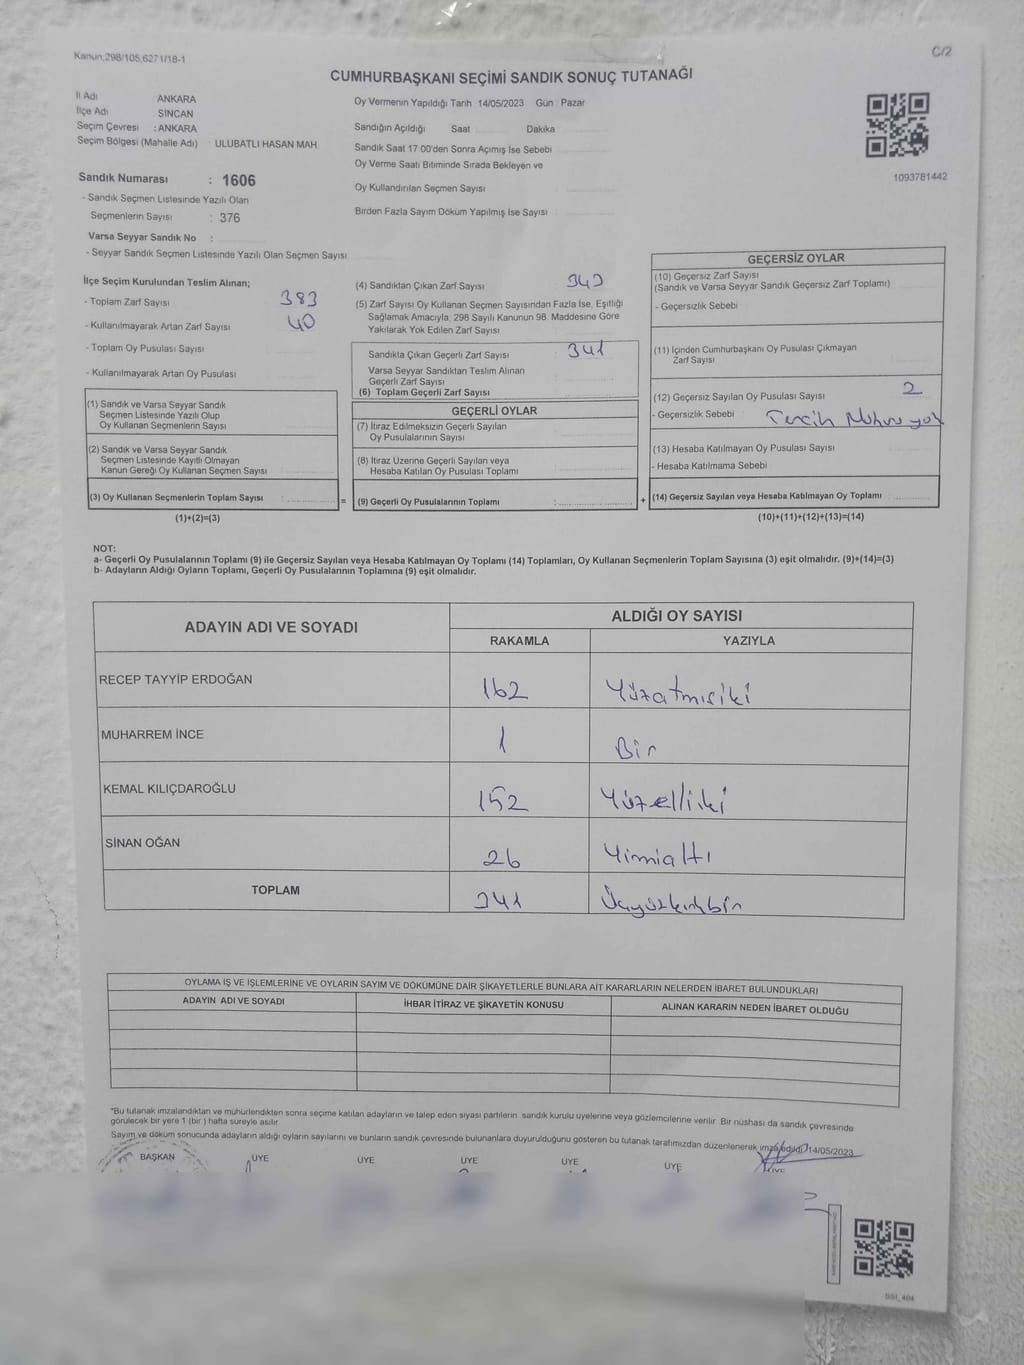 Kanun;298/105,6271/18-1
C/2
CUMHURBAŞKANI SEÇİMİ SANDIK SONUÇ TUTANAĞI
İl Adı ANKARA
İlçe Adı SİNCAN
Seçim Çevresi : ANKARA
Seçim Bölgesi (Mahalle Adı) : ULUBATLI HASAN MAH.
Sandık Numarası : 1606
- Sandık Seçmen Listesinde Yazılı Olan
Seçmenlerin Sayısı : 376
Varsa Seyyar Sandık No :
- Seyyar Sandık Seçmen Listesinde Yazılı Olan Seçmen Sayısı
Oy Vermenin Yapıldığı Tarih 14/05/2023 Gün : Pazar
Sandığın Açıldığı Saat Dakika
Sandık Saat 17:00'den Sonra Açımış İse Sebebi
Oy Verme Saati Bitiminde Sırada Bekleyen ve
Oy Kullandırılan Seçmen Sayısı
Birden Fazla Sayım Döküm Yapılmış İse Sayısı
1093781442
İlçe Seçim Kurulundan Teslim Alınan;
- Toplam Zarf Sayısı 383
- Kullanılmayarak Artan Zarf Sayısı 40
- Toplam Oy Pusulası Sayısı
- Kullanılmayarak Artan Oy Pusulası
(1) Sandık ve Varsa Seyyar Sandık
Seçmen Listesinde Yazılı Olup
Oy Kullanan Seçmenlerin Sayısı
(2) Sandık ve Varsa Seyyar Sandık
Seçmen Listesinde Kayıtlı Olmayan
Kanun Gereği Oy Kullanan Seçmen Sayısı
(3) Oy Kullanan Seçmenlerin Toplam Sayısı :
(1)+(2)=(3)
(4) Sandıktan Çıkan Zarf Sayısı 343
(5) Zarf Sayısı Oy Kullanan Seçmen Sayısından Fazla İse, Eşitliği
Sağlamak Amacıyla, 298 Sayılı Kanunun 98. Maddesine Göre
Yakılarak Yok Edilen Zarf Sayısı
Sandıkta Çıkan Geçerli Zarf Sayısı : 341
Varsa Seyyar Sandıktan Teslim Alınan
Geçerli Zarf Sayısı
(6) Toplam Geçerli Zarf Sayısı
GEÇERLİ OYLAR
(7) İtiraz Edilmeksizin Geçerli Sayılan
Oy Pusulalarının Sayısı
(8) İtiraz Üzerine Geçerli Sayılan veya
Hesaba Katılan Oy Pusulası Toplamı
= (9) Geçerli Oy Pusulalarının Toplamı :
GEÇERSİZ OYLAR
(10) Geçersiz Zarf Sayısı
(Sandık ve Varsa Seyyar Sandık Geçersiz Zarf Toplamı)
- Geçersizlik Sebebi
(11) İçinden Cumhurbaşkanı Oy Pusulası Çıkmayan
Zarf Sayısı
(12) Geçersiz Sayılan Oy Pusulası Sayısı 2
- Geçersizlik Sebebi Tercih Mührü yok
(13) Hesaba Katılmayan Oy Pusulası Sayısı
- Hesaba Katılmama Sebebi
+ (14) Geçersiz Sayılan veya Hesaba Katılmayan Oy Toplamı
(10)+(11)+(12)+(13)=(14)
NOT:
a- Geçerli Oy Pusulalarının Toplamı (9) ile Geçersiz Sayılan veya Hesaba Katılmayan Oy Toplamı (14) Toplamları, Oy Kullanan Seçmenlerin Toplam Sayısına (3) eşit olmalıdır. (9)+(14)=(3)
b- Adayların Aldığı Oyların Toplamı, Geçerli Oy Pusulalarının Toplamına (9) eşit olmalıdır.
ADAYIN ADI VE SOYADI ALDIĞI OY SAYISI
RAKAMLA YAZIYLA
RECEP TAYYİP ERDOĞAN 162 Yüzatmısiki
MUHARREM İNCE 1 Bir
KEMAL KILIÇDAROĞLU 152 Yüzelliiki
SİNAN OĞAN 26 Yimialtı
TOPLAM 341 Üçyüzkırkbir
OYLAMA İŞ VE İŞLEMLERİNE VE OYLARIN SAYIM VE DÖKÜMÜNE DAİR ŞİKAYETLERLE BUNLARA AİT KARARLARIN NELERDEN İBARET BULUNDUKLARI
ADAYIN ADI VE SOYADI İHBAR İTİRAZ VE ŞİKAYETİN KONUSU ALINAN KARARIN NEDEN İBARET OLDUĞU
*Bu tutanak imzalandıktan ve mühürlendikten sonra seçime katılan adayların ve talep eden siyasi partilerin sandık kurulu üyelerine veya gözlemcilerine verilir. Bir nüshası da sandık çevresinde
görülecek bir yere 1 (bir) hafta süreyle asılır
Sayım ve döküm sonucunda adayların aldığı oyların sayılarını ve bunların sandık çevresinde bulunanlara duyurulduğunu gösteren bu tutanak tarafımızdan düzenlenerek imza edildi. 14/05/2023
BAŞKAN ÜYE ÜYE ÜYE ÜYE ÜYE ÜYE